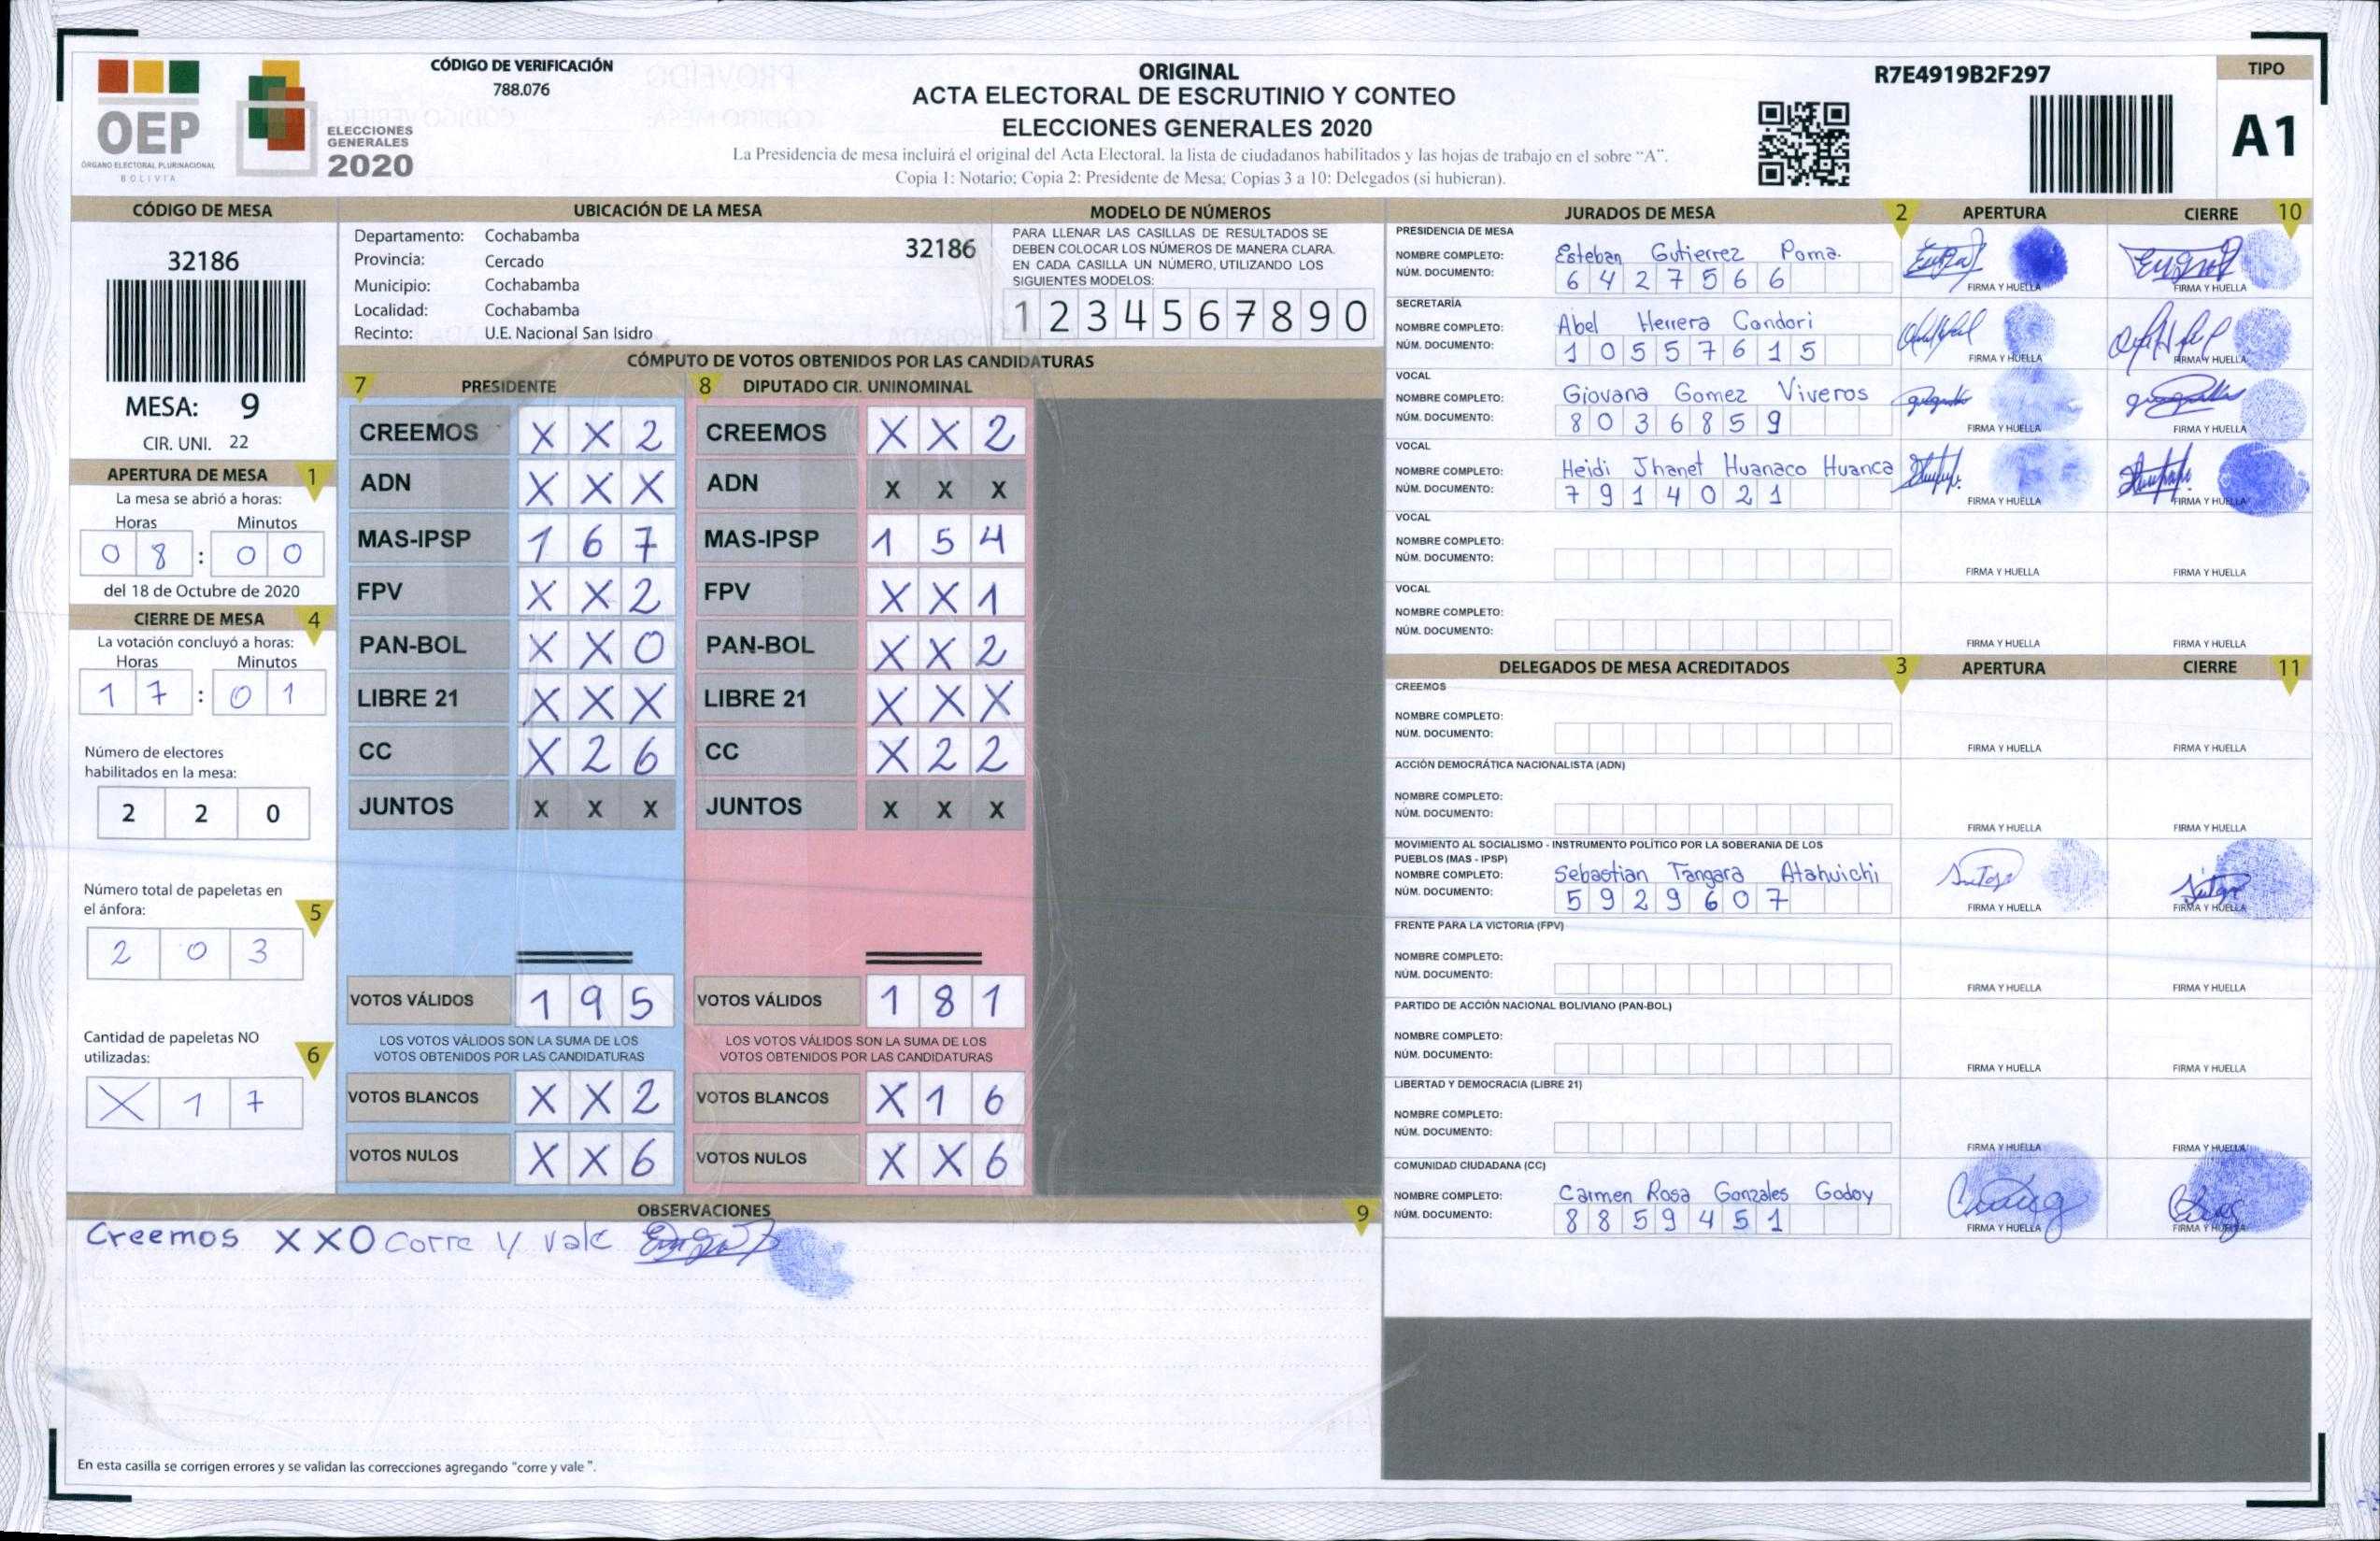 OEP
ÓRGANO ELECTORAL PLURINACIONAL
BOLIVIA
ELECCIONES
GENERALES
2020
CÓDIGO DE VERIFICACIÓN
788.076
ORIGINAL
ACTA ELECTORAL DE ESCRUTINIO Y CONTEO
ELECCIONES GENERALES 2020
La Presidencia de mesa incluirá el original del Acta Electoral. la lista de ciudadanos habilitados y las hojas de trabajo en el sobre "A".
Copia 1: Notario; Copia 2: Presidente de Mesa; Copias 3 a 10: Delegados (si hubieran).
R7E4919B2F297
TIPO
A1
CÓDIGO DE MESA
32186
MESA: 9
CIR. UNI. 22
APERTURA DE MESA 1
La mesa se abrió a horas:
Horas Minutos
0 8 : 0 0
del 18 de Octubre de 2020
CIERRE DE MESA 4
La votación concluyó a horas:
Horas Minutos
1 7 : 0 1
Número de electores
habilitados en la mesa:
2 2 0
Número total de papeletas en
el ánfora: 5
2 0 3
Cantidad de papeletas NO
utilizadas: 6
X 1 7
UBICACIÓN DE LA MESA
Departamento: Cochabamba
32186
Provincia: Cercado
Municipio: Cochabamba
Localidad: Cochabamba
Recinto: U.E. Nacional San Isidro
MODELO DE NÚMEROS
PARA LLENAR LAS CASILLAS DE RESULTADOS SE
DEBEN COLOCAR LOS NÚMEROS DE MANERA CLARA.
EN CADA CASILLA UN NÚMERO, UTILIZANDO LOS
SIGUIENTES MODELOS:
1 2 3 4 5 6 7 8 9 0
CÓMPUTO DE VOTOS OBTENIDOS POR LAS CANDIDATURAS
7 PRESIDENTE 8 DIPUTADO CIR. UNINOMINAL
CREEMOS X X 2 CREEMOS X X 2
ADN X X X ADN X X X
MAS-IPSP 1 6 7 MAS-IPSP 1 5 4
FPV X X 2 FPV X X 1
PAN-BOL X X 0 PAN-BOL X X 2
LIBRE 21 X X X LIBRE 21 X X X
CC X 2 6 CC X 2 2
JUNTOS X X X JUNTOS X X X
VOTOS VÁLIDOS 1 9 5 VOTOS VÁLIDOS 1 8 1
LOS VOTOS VÁLIDOS SON LA SUMA DE LOS LOS VOTOS VÁLIDOS SON LA SUMA DE LOS
VOTOS OBTENIDOS POR LAS CANDIDATURAS VOTOS OBTENIDOS POR LAS CANDIDATURAS
VOTOS BLANCOS X X 2 VOTOS BLANCOS X 1 6
VOTOS NULOS X X 6 VOTOS NULOS X X 6
OBSERVACIONES 9
Creemos X X 0 corre y vale
En esta casilla se corrigen errores y se validan las correcciones agregando "corre y vale ".
JURADOS DE MESA 2 APERTURA CIERRE 10
PRESIDENCIA DE MESA
NOMBRE COMPLETO: Esteban Gutierrez Poma.
NÚM. DOCUMENTO: 6 4 2 7 5 6 6
FIRMA Y HUELLA FIRMA Y HUELLA
SECRETARÍA
NOMBRE COMPLETO: Abel Herrera Condori
NÚM. DOCUMENTO: 1 0 5 5 7 6 1 5
FIRMA Y HUELLA FIRMA Y HUELLA
VOCAL
NOMBRE COMPLETO: Giovana Gomez Viveros
NÚM. DOCUMENTO: 8 0 3 6 8 5 9
FIRMA Y HUELLA FIRMA Y HUELLA
VOCAL
NOMBRE COMPLETO: Heidi Jhanet Huanaco Huanca
NÚM. DOCUMENTO: 7 9 1 4 0 2 1
FIRMA Y HUELLA FIRMA Y HUELLA
VOCAL
NOMBRE COMPLETO:
NÚM. DOCUMENTO:
FIRMA Y HUELLA FIRMA Y HUELLA
VOCAL
NOMBRE COMPLETO:
NÚM. DOCUMENTO:
FIRMA Y HUELLA FIRMA Y HUELLA
DELEGADOS DE MESA ACREDITADOS 3 APERTURA CIERRE 11
CREEMOS
NOMBRE COMPLETO:
NÚM. DOCUMENTO:
FIRMA Y HUELLA FIRMA Y HUELLA
ACCIÓN DEMOCRÁTICA NACIONALISTA (ADN)
NOMBRE COMPLETO:
NÚM. DOCUMENTO:
FIRMA Y HUELLA FIRMA Y HUELLA
MOVIMIENTO AL SOCIALISMO - INSTRUMENTO POLÍTICO POR LA SOBERANIA DE LOS
PUEBLOS (MAS - IPSP)
NOMBRE COMPLETO: Sebastian Tangara Atahuichi
NÚM. DOCUMENTO: 5 9 2 9 6 0 7
FIRMA Y HUELLA FIRMA Y HUELLA
FRENTE PARA LA VICTORIA (FPV)
NOMBRE COMPLETO:
NÚM. DOCUMENTO:
FIRMA Y HUELLA FIRMA Y HUELLA
PARTIDO DE ACCIÓN NACIONAL BOLIVIANO (PAN-BOL)
NOMBRE COMPLETO:
NÚM. DOCUMENTO:
FIRMA Y HUELLA FIRMA Y HUELLA
LIBERTAD Y DEMOCRACIA (LIBRE 21)
NOMBRE COMPLETO:
NÚM. DOCUMENTO:
FIRMA Y HUELLA FIRMA Y HUELLA
COMUNIDAD CIUDADANA (CC)
NOMBRE COMPLETO: Carmen Rosa Gonzales Godoy
NÚM. DOCUMENTO: 8 8 5 9 4 5 1
FIRMA Y HUELLA FIRMA Y HUELLA